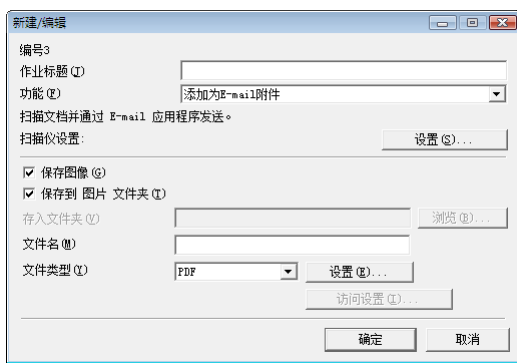 新建/编辑
编号3
作业标题(T)
功能(F) 添加为E-mail附件
扫描文档并通过 E-mail 应用程序发送。
扫描仪设置: 设置(S)...
保存图像(G)
保存到 图片 文件夹(I)
存入文件夹(V) 浏览(B)...
文件名(M)
文件类型(Y) PDF 设置(E)...
访问设置(I)...
确定 取消